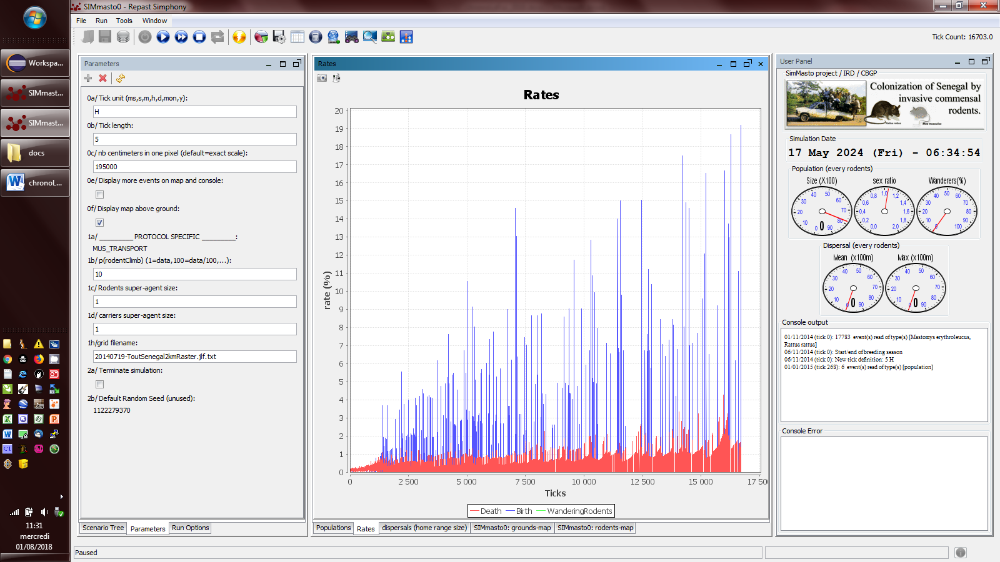 SIMmasto0 - Repast Simphony
File Run Tools Window
Tick Count: 16703.0
Workspa...
SIMmast...
SIMmast...
docs
chronoL...
11:31
mercredi
01/08/2018
Parameters
0a/ Tick unit (ms,s,m,h,d,mon,y):
H
0b/ Tick length:
5
0c/ nb centimeters in one pixel (default=exact scale):
195000
0e/ Display more events on map and console:
0f/ Display map above ground:
1a/ _________ PROTOCOL SPECIFIC _________:
MUS_TRANSPORT
1b/ p(rodentClimb) (1=data,100=data/100,...):
10
1c/ Rodents super-agent size:
1
1d/ carriers super-agent size:
1
1h/grid filename:
20140719-ToutSenegal2kmRaster.jlf.txt
2a/ Terminate simulation:
2b/ Default Random Seed (unused):
1122279370
Scenario Tree Parameters Run Options
Rates
Rates
20
19
18
17
16
15
14
13
12
11
10
9
8
7
6
5
4
3
2
1
0
rate (%)
0 2 500 5 000 7 500 10 000 12 500 15 000 17 500
Ticks
Death Birth WanderingRodents
Populations Rates dispersals (home range size) SIMmasto0: grounds-map SIMmasto0: rodents-map
User Panel
SimMasto project / IRD / CBGP
Colonization of Senegal by
invasive commensal
rodents.
Rattus rattus
Mus musculus
Simulation Date
17 May 2024 (Fri) - 06:34:54
Population (every rodents)
Size (X100) sex ratio Wanderers(%)
0 10 20 30 40 50 60 70 80 90
0
0,0 0,2 0,4 0,6 0,8 1,0 1,2 1,4 1,6 1,8 2,0
0 10 20 30 40 50 60 70 80 90 100
Dispersal (every rodents)
Mean (x100m) Max (x100m)
0 10 20 30 40 50 60 70 80 90
0
0 10 20 30 40 50 60 70 80 90
0
Console output
01/11/2014 (tick 0): 17783 event(s) read of type(s) [Mastomys erythroleucus,
Rattus rattus]
06/11/2014 (tick 0): Start/end of breeding season
06/11/2014 (tick 0): New tick definition: 5 H
01/01/2015 (tick 268): 6 event(s) read of type(s) [population]
Console Error
Paused